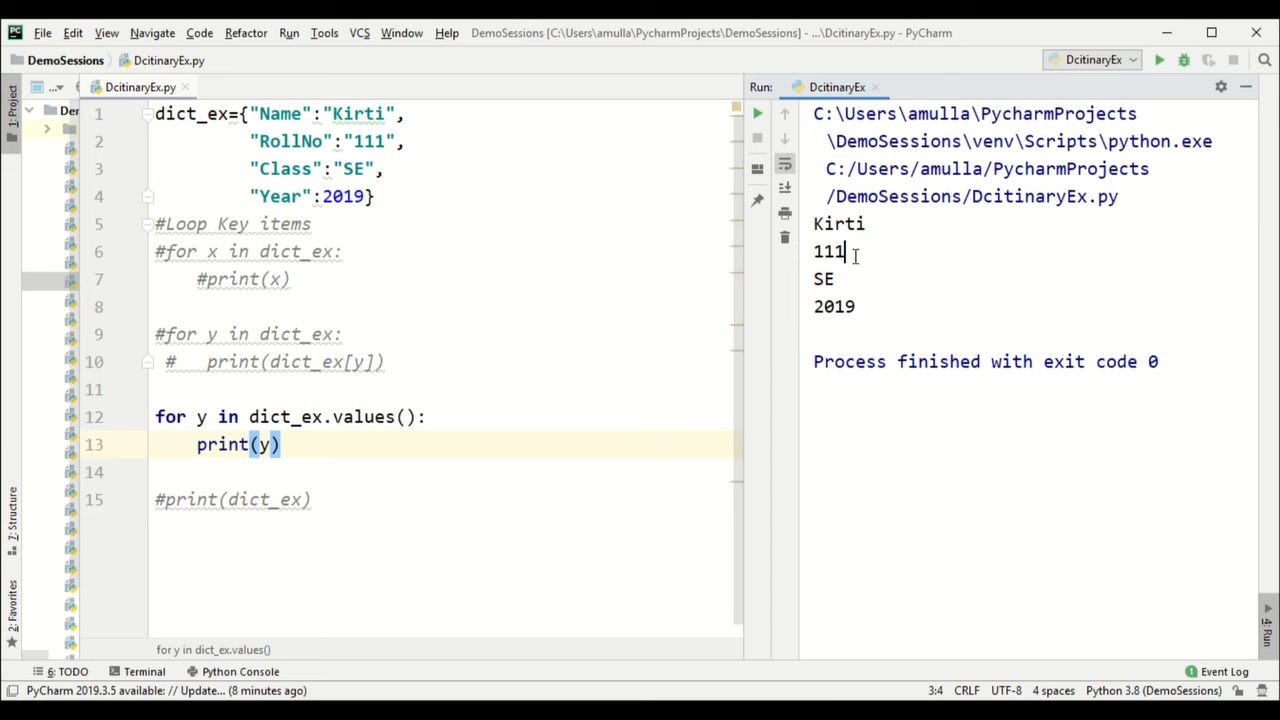 File Edit View Navigate Code Refactor Run Tools VCS Window Help DemoSessions [C:\Users\amulla\PycharmProjects\DemoSessions] - ...\DcitinaryEx.py - PyCharm
DemoSessions DcitinaryEx.py DcitinaryEx
1: Project
... DcitinaryEx.py
Der
1 dict_ex={"Name":"Kirti",
2 "RollNo":"111",
3 "Class":"SE",
4 "Year":2019}
5 #Loop Key items
6 #for x in dict_ex:
7 #print(x)
8
9 #for y in dict_ex:
10 # print(dict_ex[y])
11
12 for y in dict_ex.values():
13 print(y)
14
15 #print(dict_ex)
for y in dict_ex.values()
7: Structure
2: Favorites
Run: DcitinaryEx
C:\Users\amulla\PycharmProjects
\DemoSessions\venv\Scripts\python.exe
C:/Users/amulla/PycharmProjects
/DemoSessions/DcitinaryEx.py
Kirti
111
SE
2019
Process finished with exit code 0
4: Run
6: TODO Terminal Python Console 1 Event Log
PyCharm 2019.3.5 available: // Update... (8 minutes ago) 3:4 CRLF UTF-8 4 spaces Python 3.8 (DemoSessions)